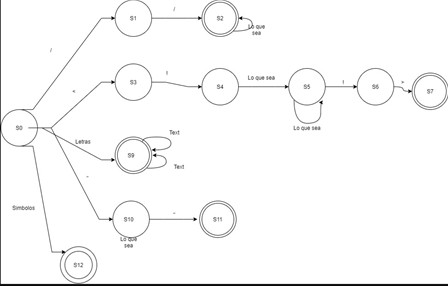 S1
/
S2
Lo que
sea
/
<
S3
!
S4
Lo que sea
S5
!
S6
>
S7
Lo que sea
S0
Letras
S9
Text
Text
Simbolos
S10
Lo que
sea
S11
S12